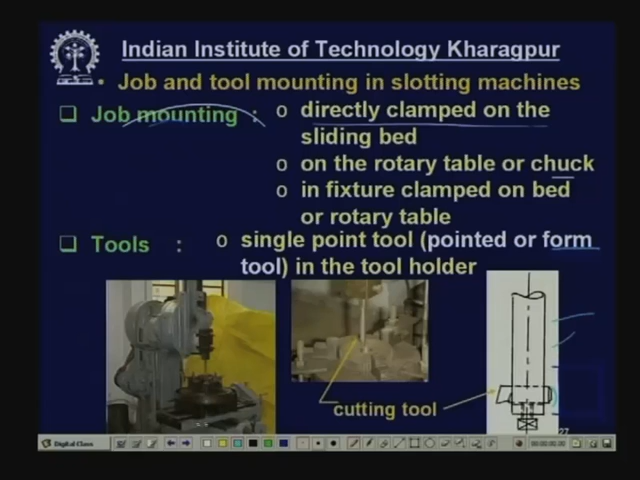 Indian Institute of Technology Kharagpur
• Job and tool mounting in slotting machines
❑ Job mounting : o directly clamped on the
sliding bed
o on the rotary table or chuck
o in fixture clamped on bed
or rotary table
❑ Tools : o single point tool (pointed or form
tool) in the tool holder
cutting tool
27
Digital Class